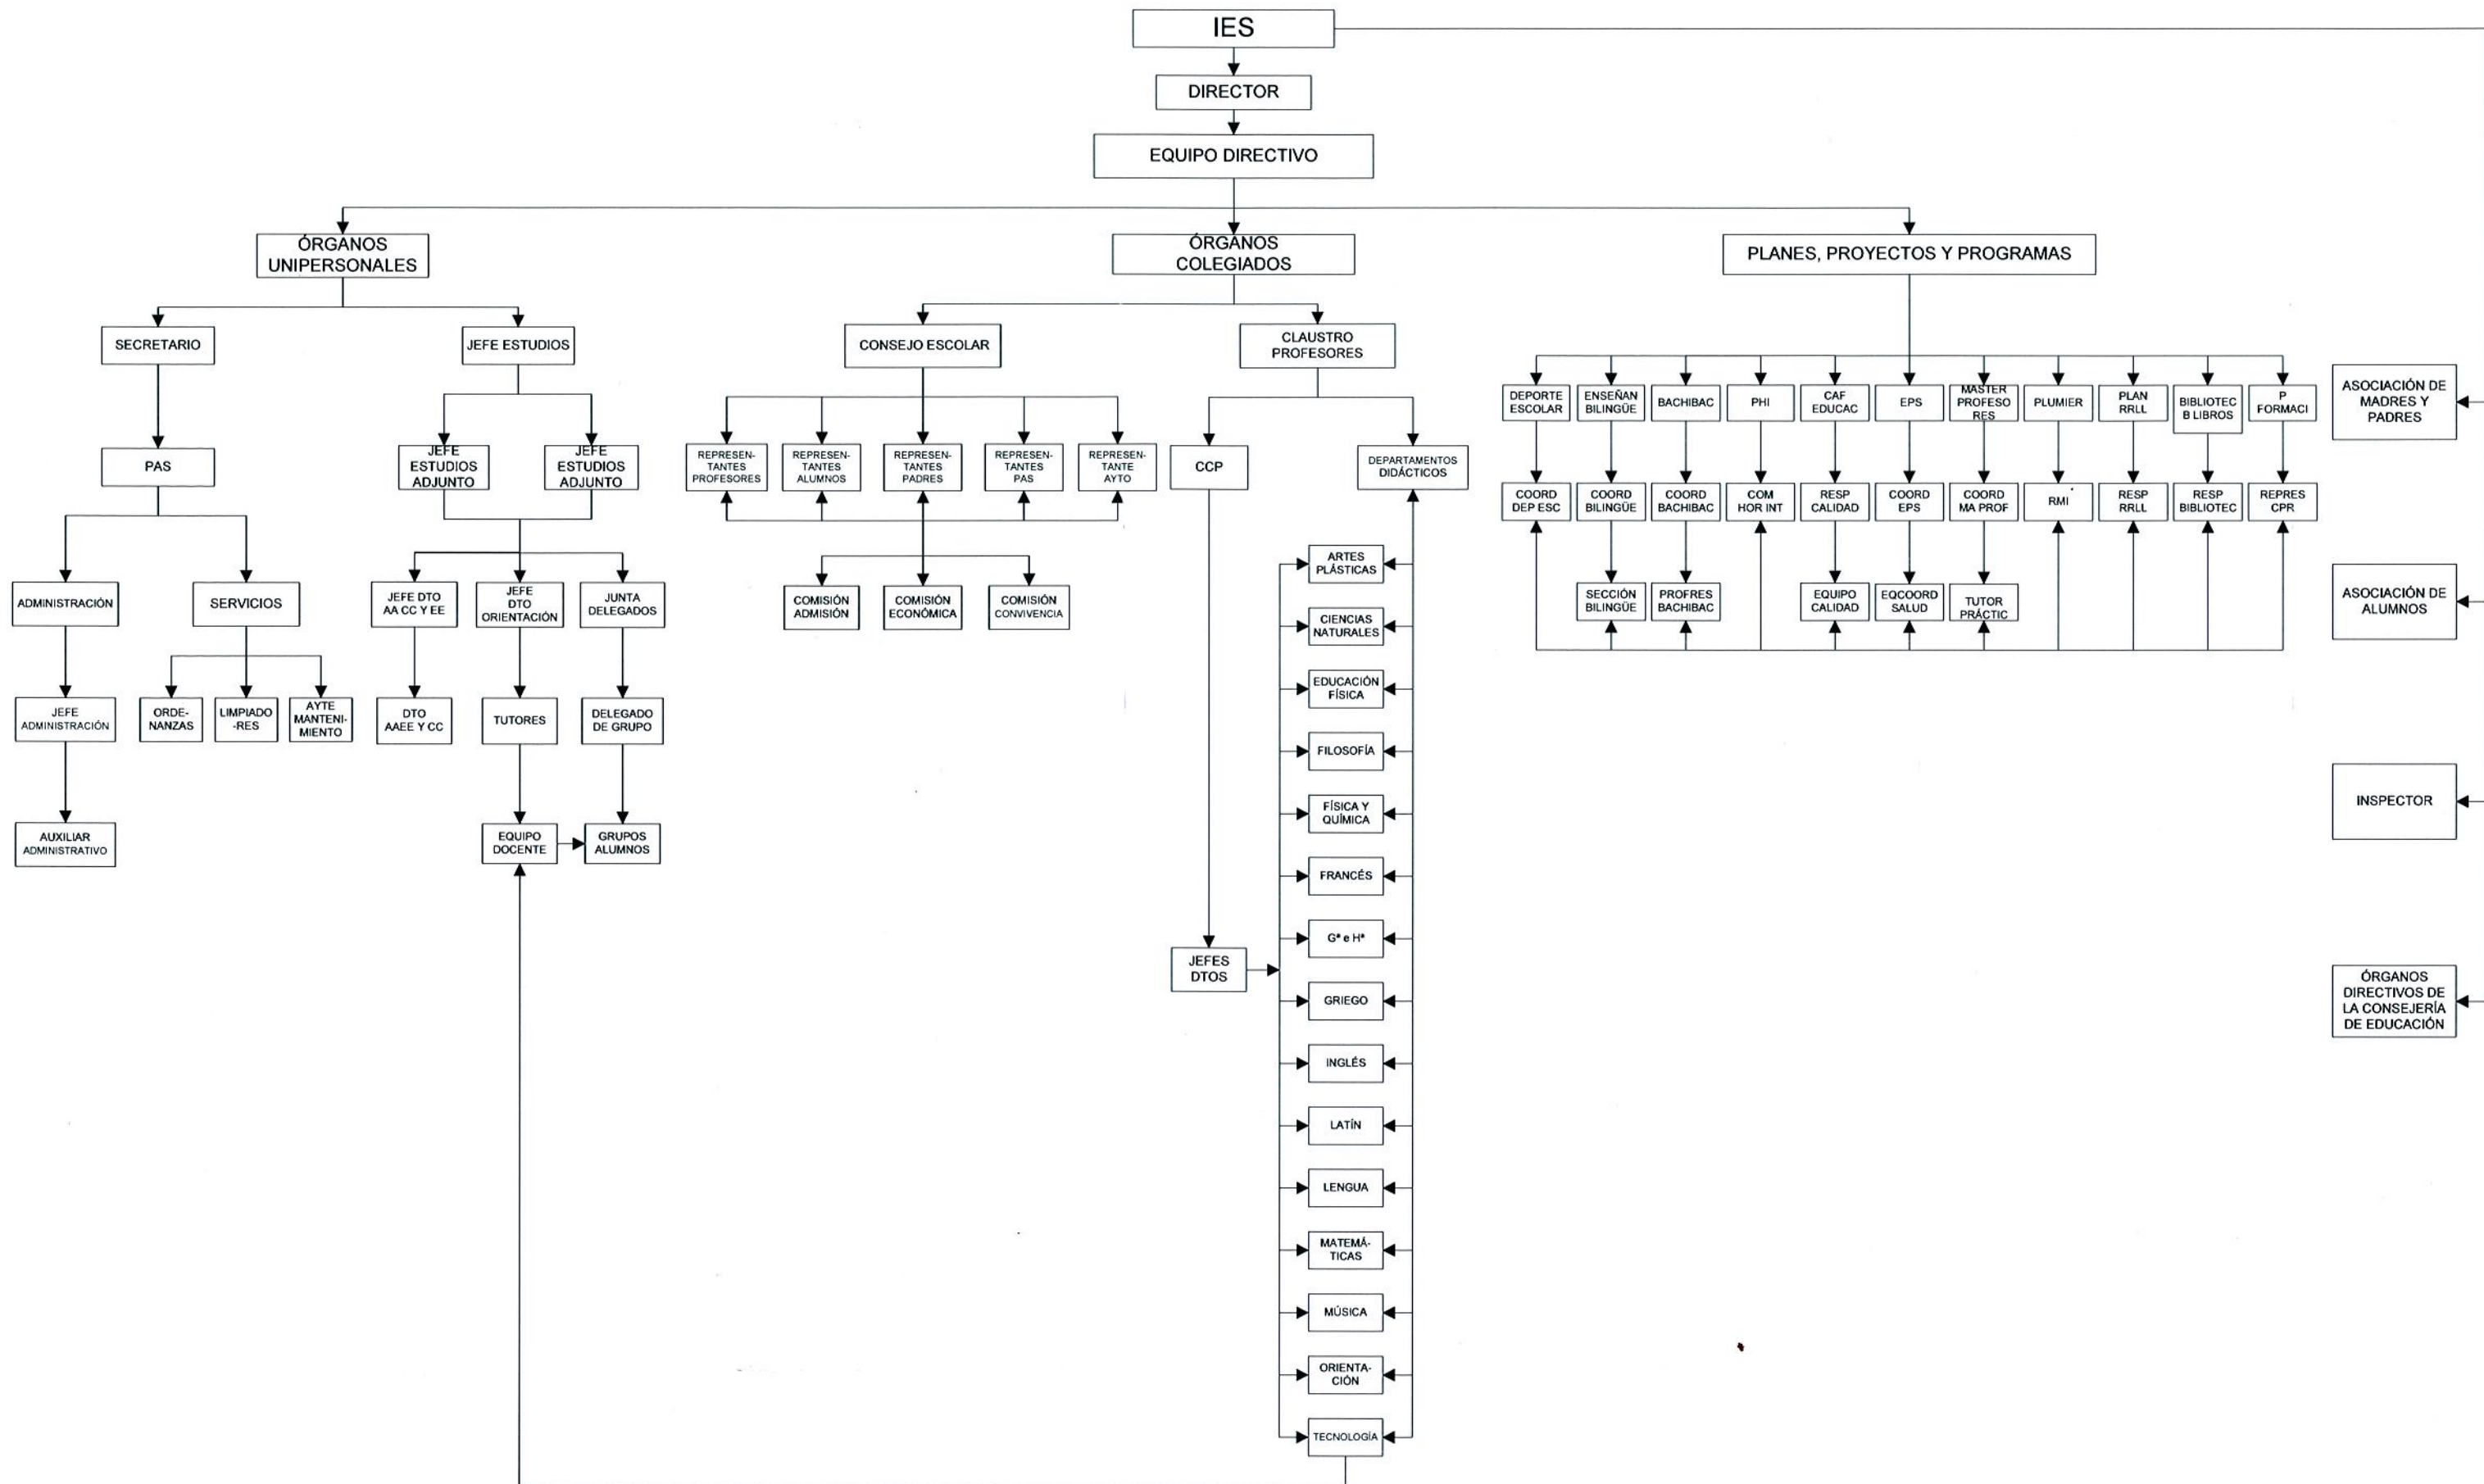 IES
DIRECTOR
EQUIPO DIRECTIVO
ÓRGANOS
UNIPERSONALES
ÓRGANOS
COLEGIADOS
PLANES, PROYECTOS Y PROGRAMAS
SECRETARIO
JEFE ESTUDIOS
CONSEJO ESCOLAR
CLAUSTRO
PROFESORES
PAS
JEFE
ESTUDIOS
ADJUNTO
JEFE
ESTUDIOS
ADJUNTO
REPRESEN-
TANTES
PROFESORES
REPRESEN-
TANTES
ALUMNOS
REPRESEN-
TANTES
PADRES
REPRESEN-
TANTES
PAS
REPRESEN-
TANTE
AYTO
CCP
DEPARTAMENTOS
DIDÁCTICOS
DEPORTE
ESCOLAR
ENSEÑAN
BILINGÜE
BACHIBAC
PHI
CAF
EDUCAC
EPS
MASTER
PROFESO
RES
PLUMIER
PLAN
RRLL
BIBLIOTEC
B LIBROS
P
FORMACI
COORD
DEP ESC
COORD
BILINGÜE
COORD
BACHIBAC
COM
HOR INT
RESP
CALIDAD
COORD
EPS
COORD
MA PROF
RMI
RESP
RRLL
RESP
BIBLIOTEC
REPRES
CPR
SECCIÓN
BILINGÜE
PROFRES
BACHIBAC
EQUIPO
CALIDAD
EQCOORD
SALUD
TUTOR
PRÁCTIC
ADMINISTRACIÓN
SERVICIOS
JEFE DTO
AA CC Y EE
JEFE
DTO
ORIENTACIÓN
JUNTA
DELEGADOS
COMISIÓN
ADMISIÓN
COMISIÓN
ECONÓMICA
COMISIÓN
CONVIVENCIA
JEFE
ADMINISTRACIÓN
ORDE-
NANZAS
LIMPIADO
-RES
AYTE
MANTENI-
MIENTO
DTO
AAEE Y CC
TUTORES
DELEGADO
DE GRUPO
AUXILIAR
ADMINISTRATIVO
EQUIPO
DOCENTE
GRUPOS
ALUMNOS
JEFES
DTOS
ARTES
PLÁSTICAS
CIENCIAS
NATURALES
EDUCACIÓN
FÍSICA
FILOSOFÍA
FÍSICA Y
QUÍMICA
FRANCÉS
Gª e Hª
GRIEGO
INGLÉS
LATÍN
LENGUA
MATEMÁ-
TICAS
MÚSICA
ORIENTA-
CIÓN
TECNOLOGÍA
ASOCIACIÓN DE
MADRES Y
PADRES
ASOCIACIÓN DE
ALUMNOS
INSPECTOR
ÓRGANOS
DIRECTIVOS DE
LA CONSEJERÍA
DE EDUCACIÓN